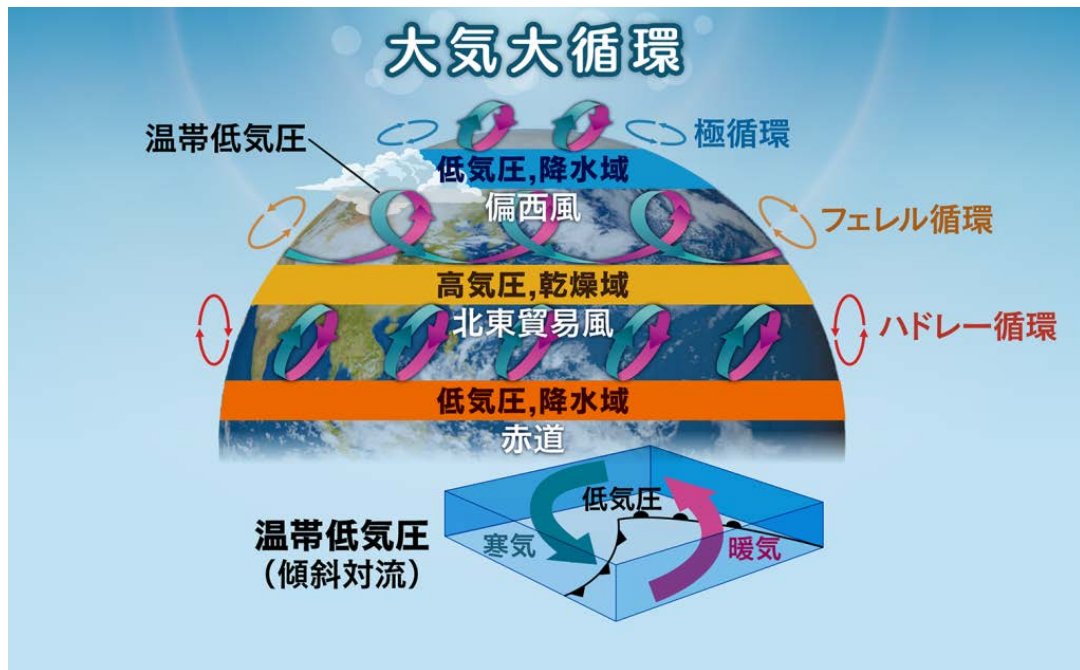 大気大循環
温帯低気圧
極循環
低気圧,降水域
偏西風
フェレル循環
高気圧,乾燥域
北東貿易風
ハドレー循環
低気圧,降水域
赤道
低気圧
温帯低気圧
(傾斜対流)
寒気
暖気